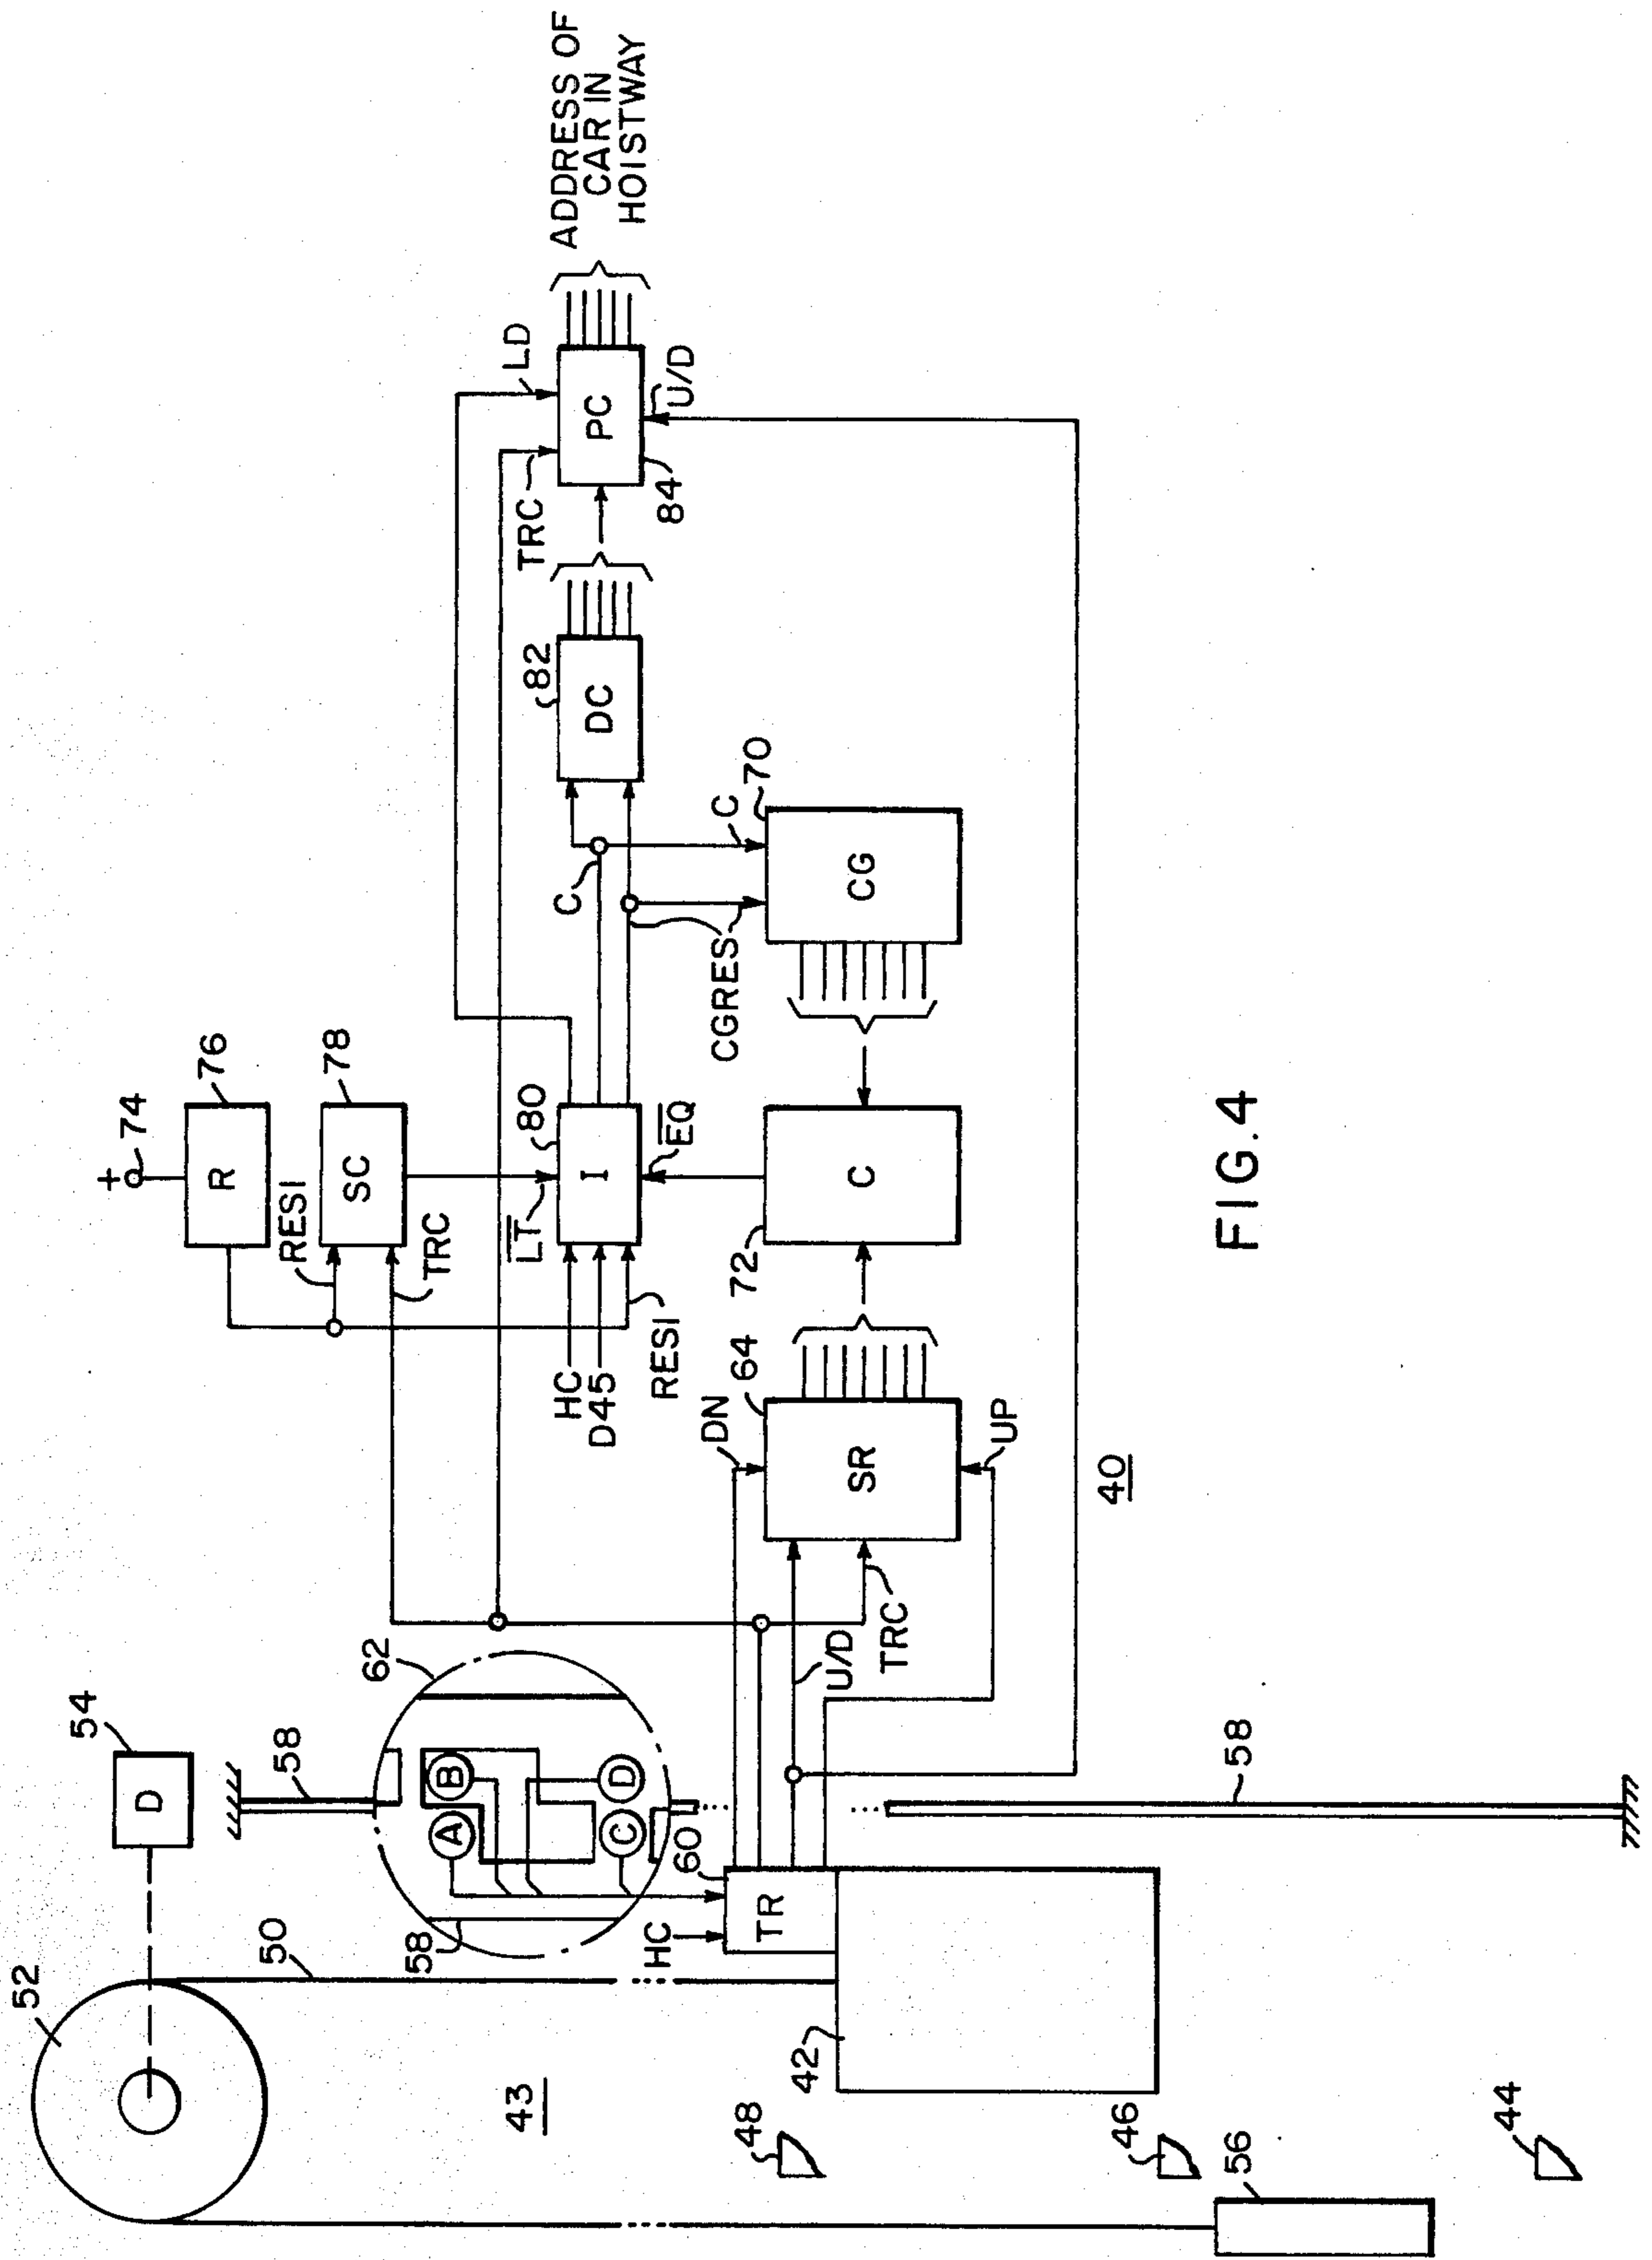 52
54
D
58
50
43
48
42
46
56
44
58
62
A
B
C
D
HC
TR
60
58
40
DN
64
SR
U/D
TRC
UP
+
74
76
R
RES1
78
SC
TRC
LT
80
I
HC
D45
RES1
EQ
72
C
C
CGRES
C
70
CG
82
DC
TRC
LD
PC
84
U/D
ADDRESS OF
CAR IN
HOISTWAY
FIG.4